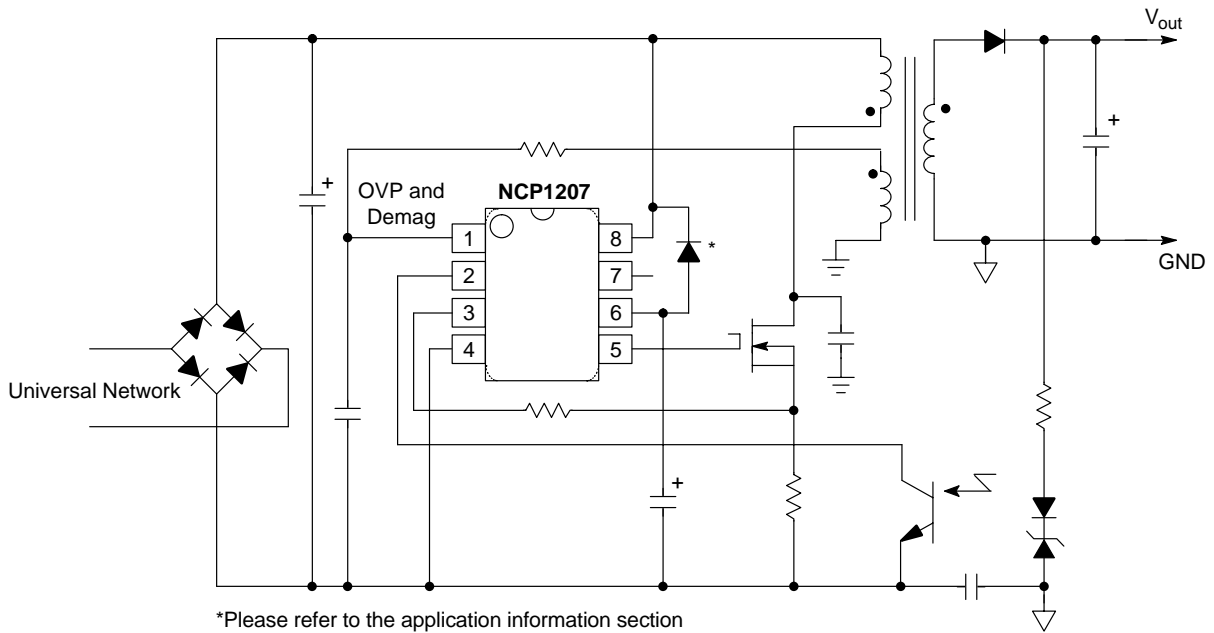 Vout
+
+
OVP and
Demag
NCP1207
1
8
*
2
7
3
6
4
5
GND
Universal Network
+
*Please refer to the application information section